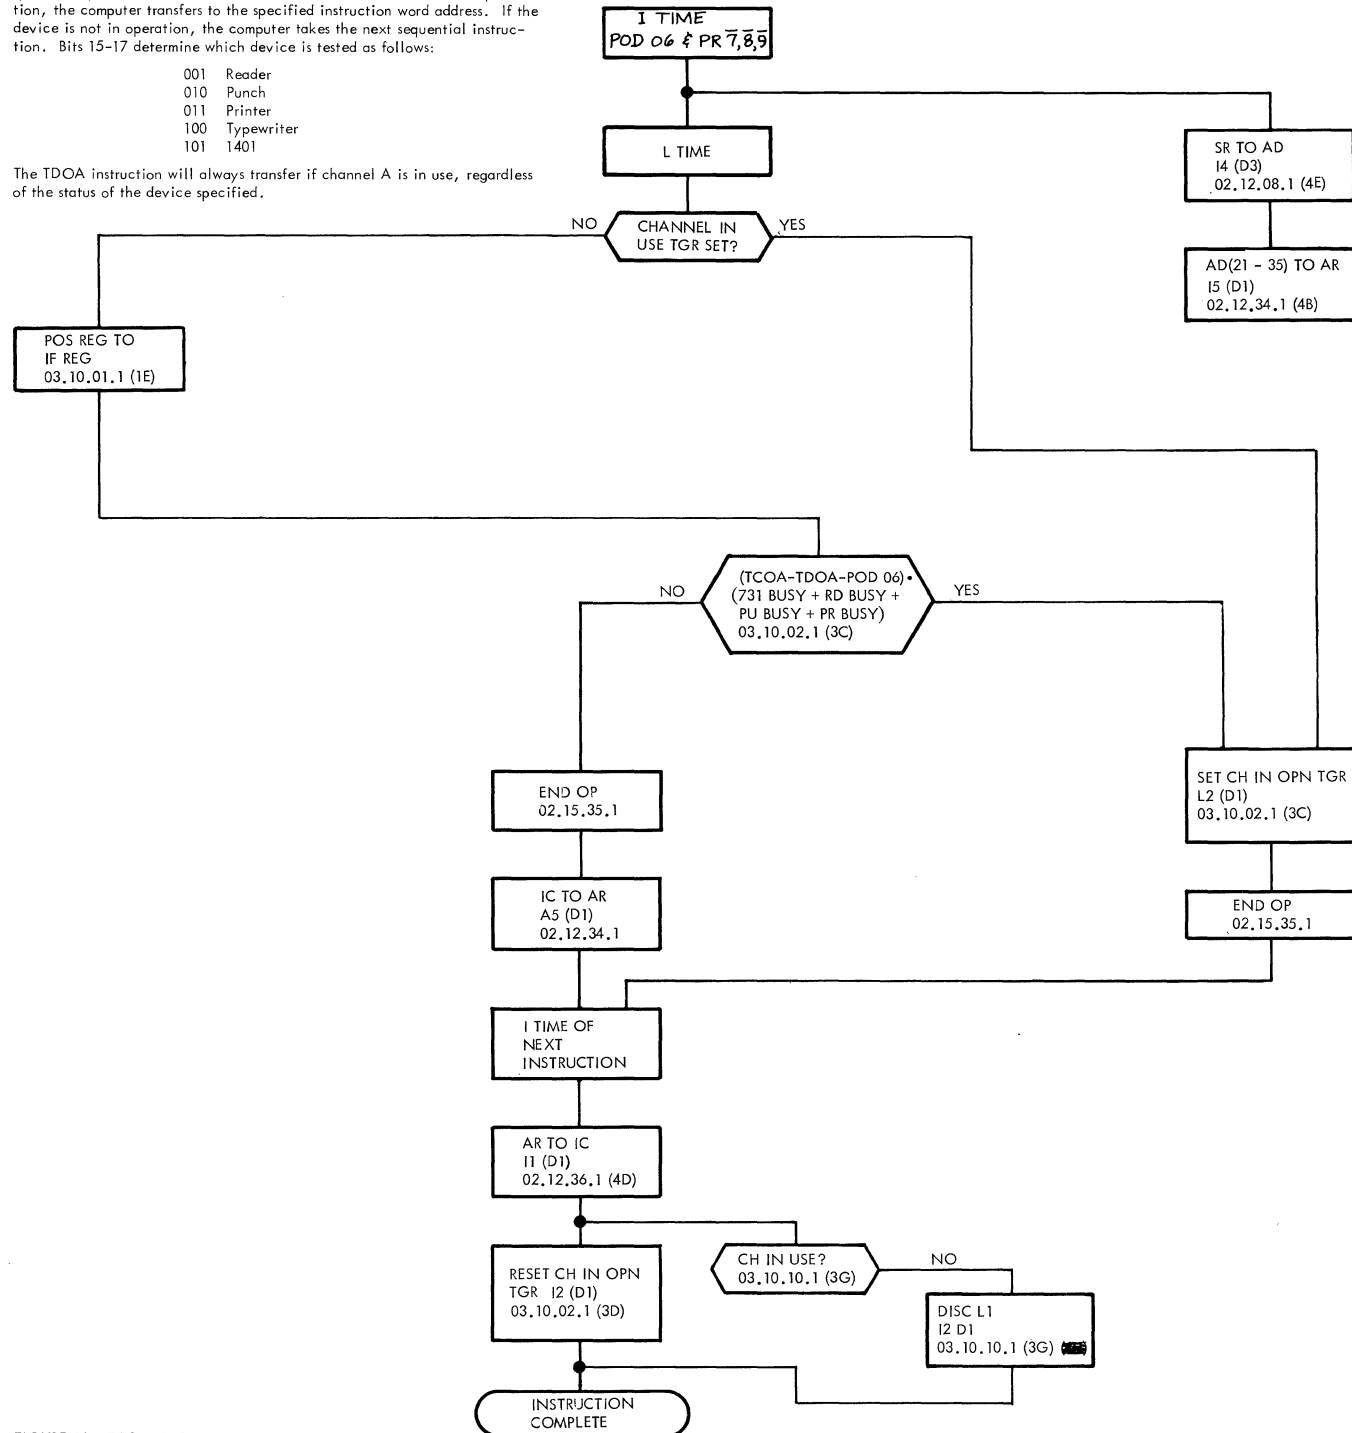 tion, the computer transfers to the specified instruction word address. If the
device is not in operation, the computer takes the next sequential instruc-
tion. Bits 15-17 determine which device is tested as follows:
001 Reader
010 Punch
011 Printer
100 Typewriter
101 1401
The TDOA instruction will always transfer if channel A is in use, regardless
of the status of the device specified.
I TIME
POD 06 & PR 7̅,8̅,9̅
L TIME
SR TO AD
I4 (D3)
02.12.08.1 (4E)
AD(21 - 35) TO AR
I5 (D1)
02.12.34.1 (4B)
NO
CHANNEL IN
USE TGR SET?
YES
POS REG TO
IF REG
03.10.01.1 (1E)
NO
(TCOA-TDOA-POD 06)•
(731 BUSY + RD BUSY +
PU BUSY + PR BUSY)
03.10.02.1 (3C)
YES
END OP
02.15.35.1
SET CH IN OPN TGR
L2 (D1)
03.10.02.1 (3C)
IC TO AR
A5 (D1)
02.12.34.1
END OP
02.15.35.1
I TIME OF
NEXT
INSTRUCTION
AR TO IC
I1 (D1)
02.12.36.1 (4D)
RESET CH IN OPN
TGR I2 (D1)
03.10.02.1 (3D)
CH IN USE?
03.10.10.1 (3G)
NO
DISC L1
I2 D1
03.10.10.1 (3G)
INSTRUCTION
COMPLETE